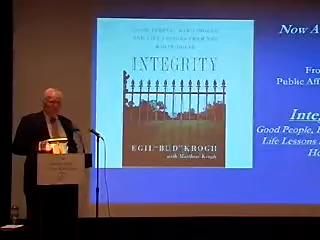 GOOD PEOPLE, BAD CHOICES,
AND LIFE LESSONS FROM THE
WHITE HOUSE
INTEGRITY
EGIL "BUD" KROGH
with Matthew Krogh
Now A
Fro
Public Aff
Inte
Good People, B
Life Lessons
Ho